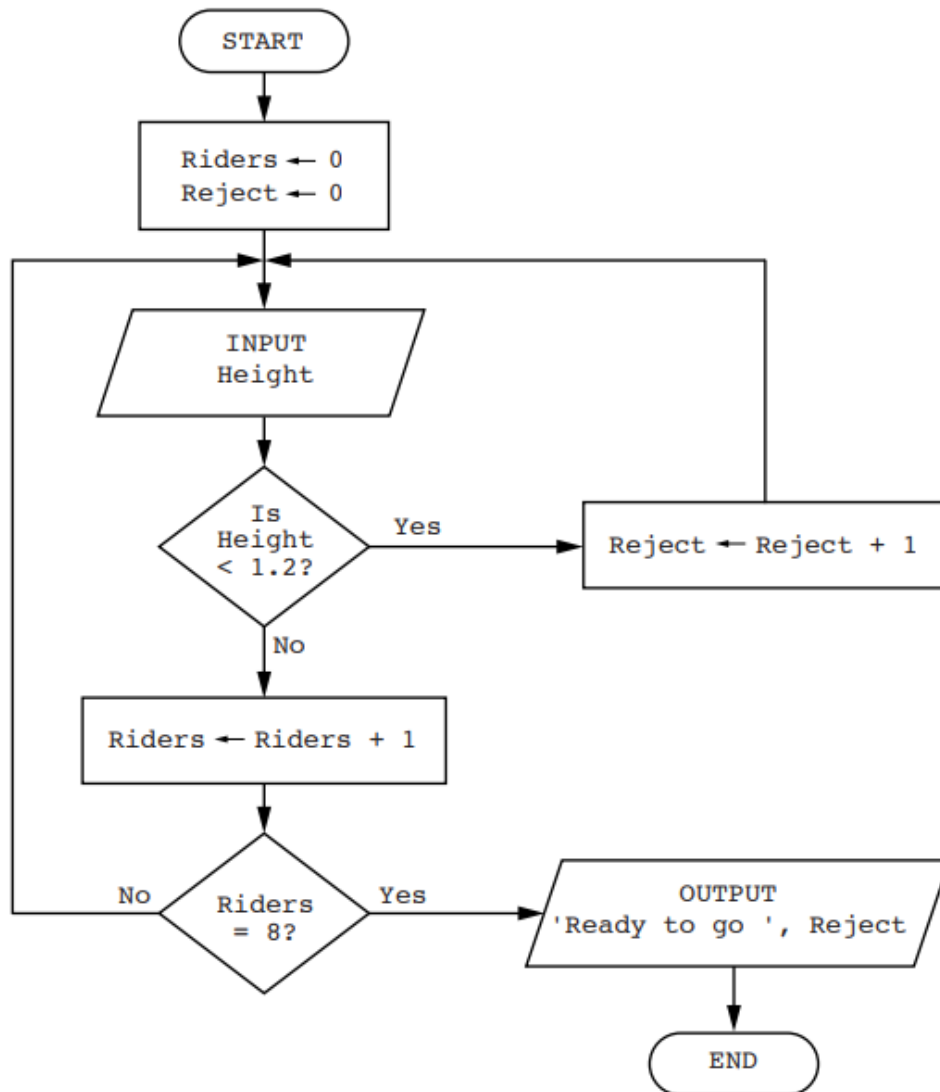 START
Riders ← 0
Reject ← 0
INPUT
Height
Is
Height
< 1.2?
Yes
Reject ← Reject + 1
No
Riders ← Riders + 1
Riders
= 8?
No
Yes
OUTPUT
'Ready to go ', Reject
END